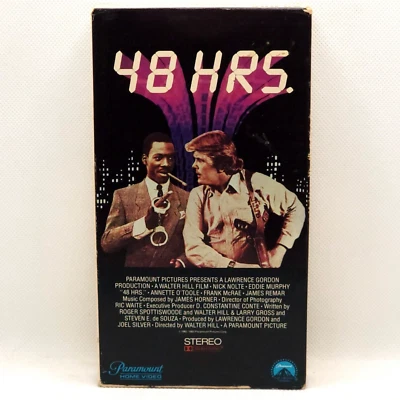 48 HRS.
PARAMOUNT PICTURES PRESENTS A LAWRENCE GORDON
PRODUCTION • A WALTER HILL FILM • NICK NOLTE • EDDIE MURPHY
"48 HRS." • ANNETTE O'TOOLE • FRANK McRAE • JAMES REMAR
Music Composed by JAMES HORNER • Director of Photography
RIC WAITE • Executive Producer D. CONSTANTINE CONTE • Written by
ROGER SPOTTISWOODE and WALTER HILL & LARRY GROSS and
STEVEN E. de SOUZA • Produced by LAWRENCE GORDON and
JOEL SILVER • Directed by WALTER HILL • A PARAMOUNT PICTURE
STEREO
Paramount
HOME VIDEO
Paramount